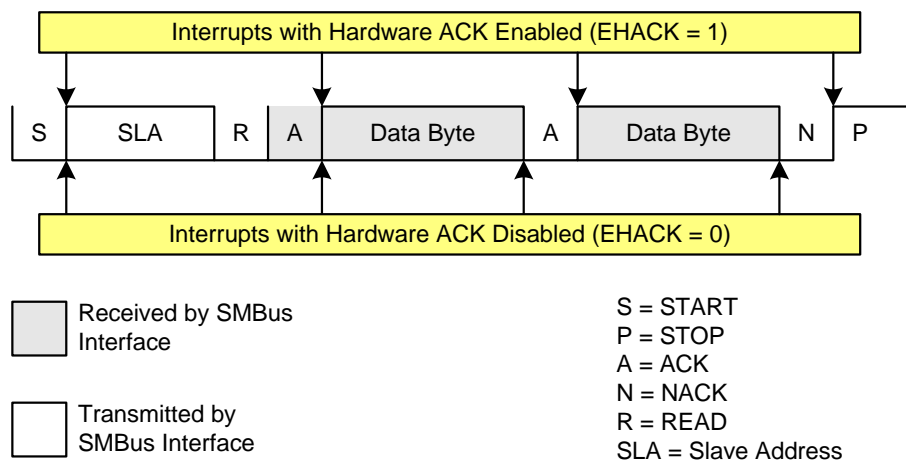 Interrupts with Hardware ACK Enabled (EHACK = 1)
S SLA R A Data Byte A Data Byte N P
Interrupts with Hardware ACK Disabled (EHACK = 0)
Received by SMBus
Interface
Transmitted by
SMBus Interface
S = START
P = STOP
A = ACK
N = NACK
R = READ
SLA = Slave Address